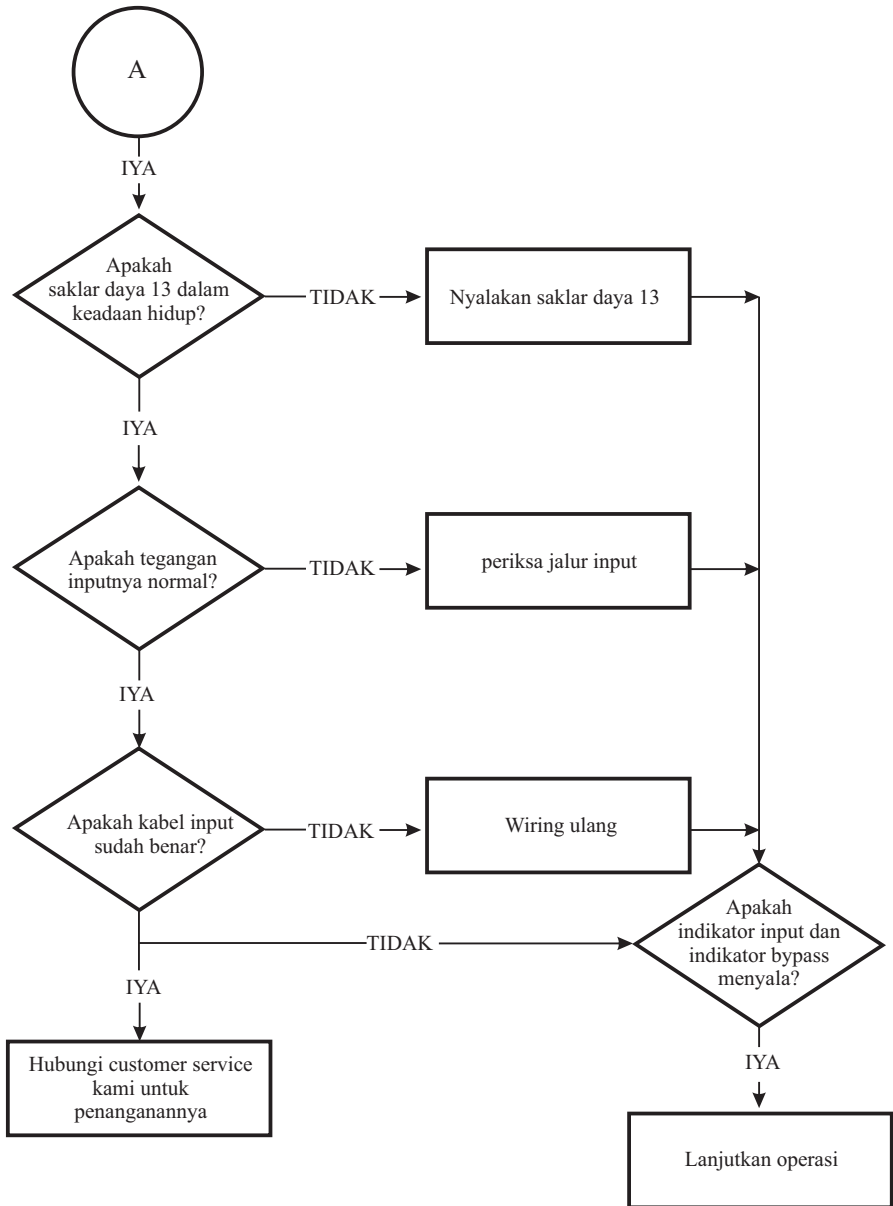 A
IYA
Apakah
saklar daya 13 dalam
keadaan hidup?
TIDAK
Nyalakan saklar daya 13
IYA
Apakah tegangan
inputnya normal?
TIDAK
periksa jalur input
IYA
Apakah kabel input
sudah benar?
TIDAK
Wiring ulang
TIDAK
Apakah
indikator input dan
indikator bypass
menyala?
IYA
Hubungi customer service
kami untuk
penanganannya
IYA
Lanjutkan operasi